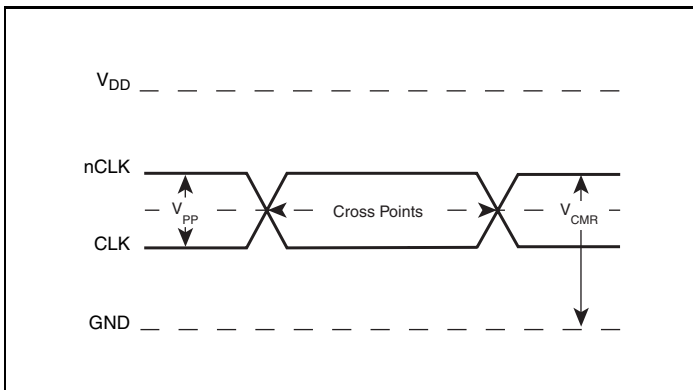 VDD
nCLK
VPP
Cross Points
VCMR
CLK
GND